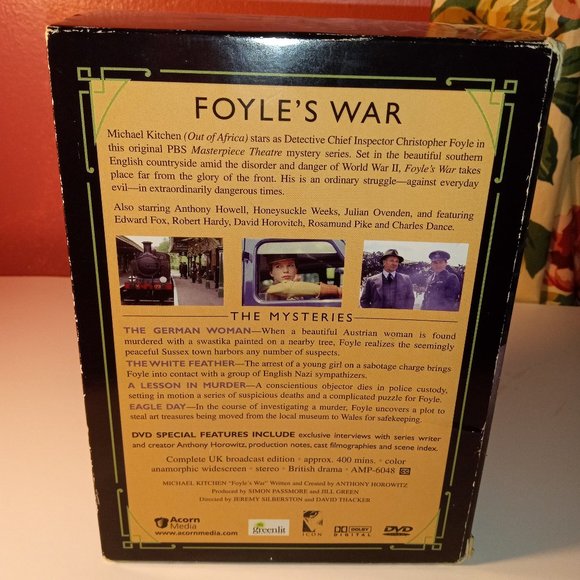 FOYLE'S WAR
Michael Kitchen (Out of Africa) stars as Detective Chief Inspector Christopher Foyle in
this original PBS Masterpiece Theatre mystery series. Set in the beautiful southern
English countryside amid the disorder and danger of World War II, Foyle's War takes
place far from the glory of the front. His is an ordinary struggle—against everyday
evil—in extraordinarily dangerous times.
Also starring Anthony Howell, Honeysuckle Weeks, Julian Ovenden, and featuring
Edward Fox, Robert Hardy, David Horovitch, Rosamund Pike and Charles Dance.
THE MYSTERIES
THE GERMAN WOMAN—When a beautiful Austrian woman is found
murdered with a swastika painted on a nearby tree, Foyle realizes the seemingly
peaceful Sussex town harbors any number of suspects.
THE WHITE FEATHER—The arrest of a young girl on a sabotage charge brings
Foyle into contact with a group of English Nazi sympathizers.
A LESSON IN MURDER—A conscientious objector dies in police custody,
setting in motion a series of suspicious deaths and a complicated puzzle for Foyle.
EAGLE DAY—In the course of investigating a murder, Foyle uncovers a plot to
steal art treasures being moved from the local museum to Wales for safekeeping.
DVD SPECIAL FEATURES INCLUDE exclusive interviews with series writer
and creator Anthony Horowitz, production notes, cast filmographies and scene index.
Complete UK broadcast edition • approx. 400 mins. • color
anamorphic widescreen • stereo • British drama • AMP-6048
MICHAEL KITCHEN "Foyle's War" Written and Created by ANTHONY HOROWITZ
Produced by SIMON PASSMORE and JILL GREEN
Directed by JEREMY SILBERSTON and DAVID THACKER
Acorn
Media
www.acornmedia.com
greenlit
ICON
DOLBY
DIGITAL
DVD